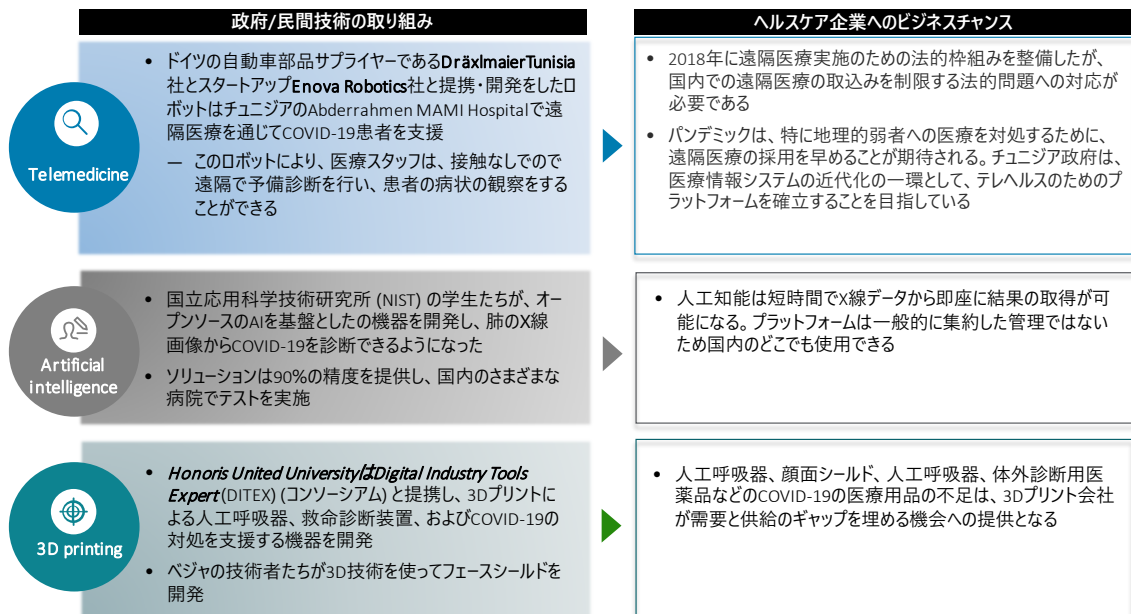 政府/民間技術の取り組み
ヘルスケア企業へのビジネスチャンス
Telemedicine
• ドイツの自動車部品サプライヤーであるDräxlmaierTunisia
社とスタートアップEnova Robotics社と提携・開発をしたロ
ボットはチュニジアのAbderrahmen MAMI Hospitalで遠
隔医療を通じてCOVID-19患者を支援
— このロボットにより、医療スタッフは、接触なしでので
遠隔で予備診断を行い、患者の病状の観察をする
ことができる
• 2018年に遠隔医療実施のための法的枠組みを整備したが、
国内での遠隔医療の取込みを制限する法的問題への対応が
必要である
• パンデミックは、特に地理的弱者への医療を対処するために、
遠隔医療の採用を早めることが期待される。チュニジア政府は、
医療情報システムの近代化の一環として、テレヘルスのためのプ
ラットフォームを確立することを目指している
Artificial
intelligence
• 国立応用科学技術研究所 (NIST) の学生たちが、オー
プンソースのAIを基盤としたの機器を開発し、肺のX線
画像からCOVID-19を診断できるようになった
• ソリューションは90%の精度を提供し、国内のさまざまな
病院でテストを実施
• 人工知能は短時間でX線データから即座に結果の取得が可
能になる。プラットフォームは一般的に集約した管理ではない
ため国内のどこでも使用できる
3D printing
• Honoris United UniversityはDigital Industry Tools
Expert (DITEX) (コンソーシアム) と提携し、3Dプリントに
よる人工呼吸器、救命診断装置、およびCOVID-19の
対処を支援する機器を開発
• ベジャの技術者たちが3D技術を使ってフェースシールドを
開発
• 人工呼吸器、顔面シールド、人工呼吸器、体外診断用医
薬品などのCOVID-19の医療用品の不足は、3Dプリント会社
が需要と供給のギャップを埋める機会への提供となる